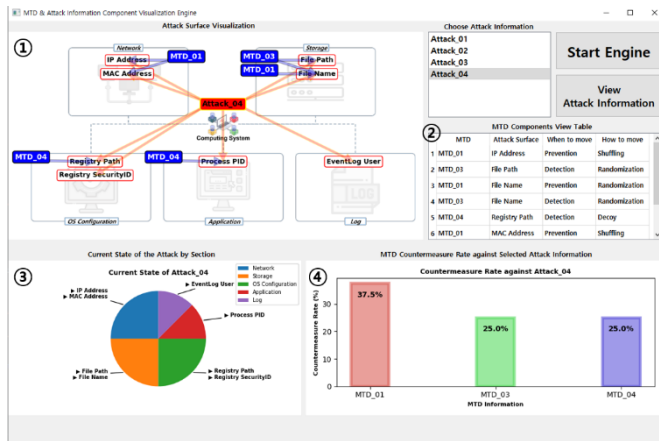 MTD & Attack Information Component Visualization Engine
Attack Surface Visualization
①
Network
IP Address
MTD_01
MAC Address
Storage
MTD_03
File Path
MTD_01
File Name
Attack_04
Computing System
MTD_04
Registry Path
Registry SecurityID
OS Configuration
MTD_04
Process PID
Application
EventLog User
LOG
Log
Choose Attack Information
Attack_01
Attack_02
Attack_03
Attack_04
Start Engine
View
Attack Information
②
MTD Components View Table
MTD Attack Surface When to move How to move
1 MTD_01 IP Address Prevention Shuffling
2 MTD_03 File Path Detection Randomization
3 MTD_01 File Name Prevention Randomization
4 MTD_03 File Name Detection Randomization
5 MTD_04 Registry Path Detection Decoy
6 MTD_01 MAC Address Prevention Shuffling
Current State of the Attack by Section
③
Current State of Attack_04
Network
Storage
OS Configuration
Application
Log
EventLog User
IP Address
MAC Address
Process PID
File Path
File Name
Registry Path
Registry SecurityID
MTD Countermeasure Rate against Selected Attack Information
④
Countermeasure Rate against Attack_04
Countermeasure Rate (%)
30
20
10
0
37.5%
25.0%
25.0%
MTD_01
MTD_03
MTD_04
MTD Information